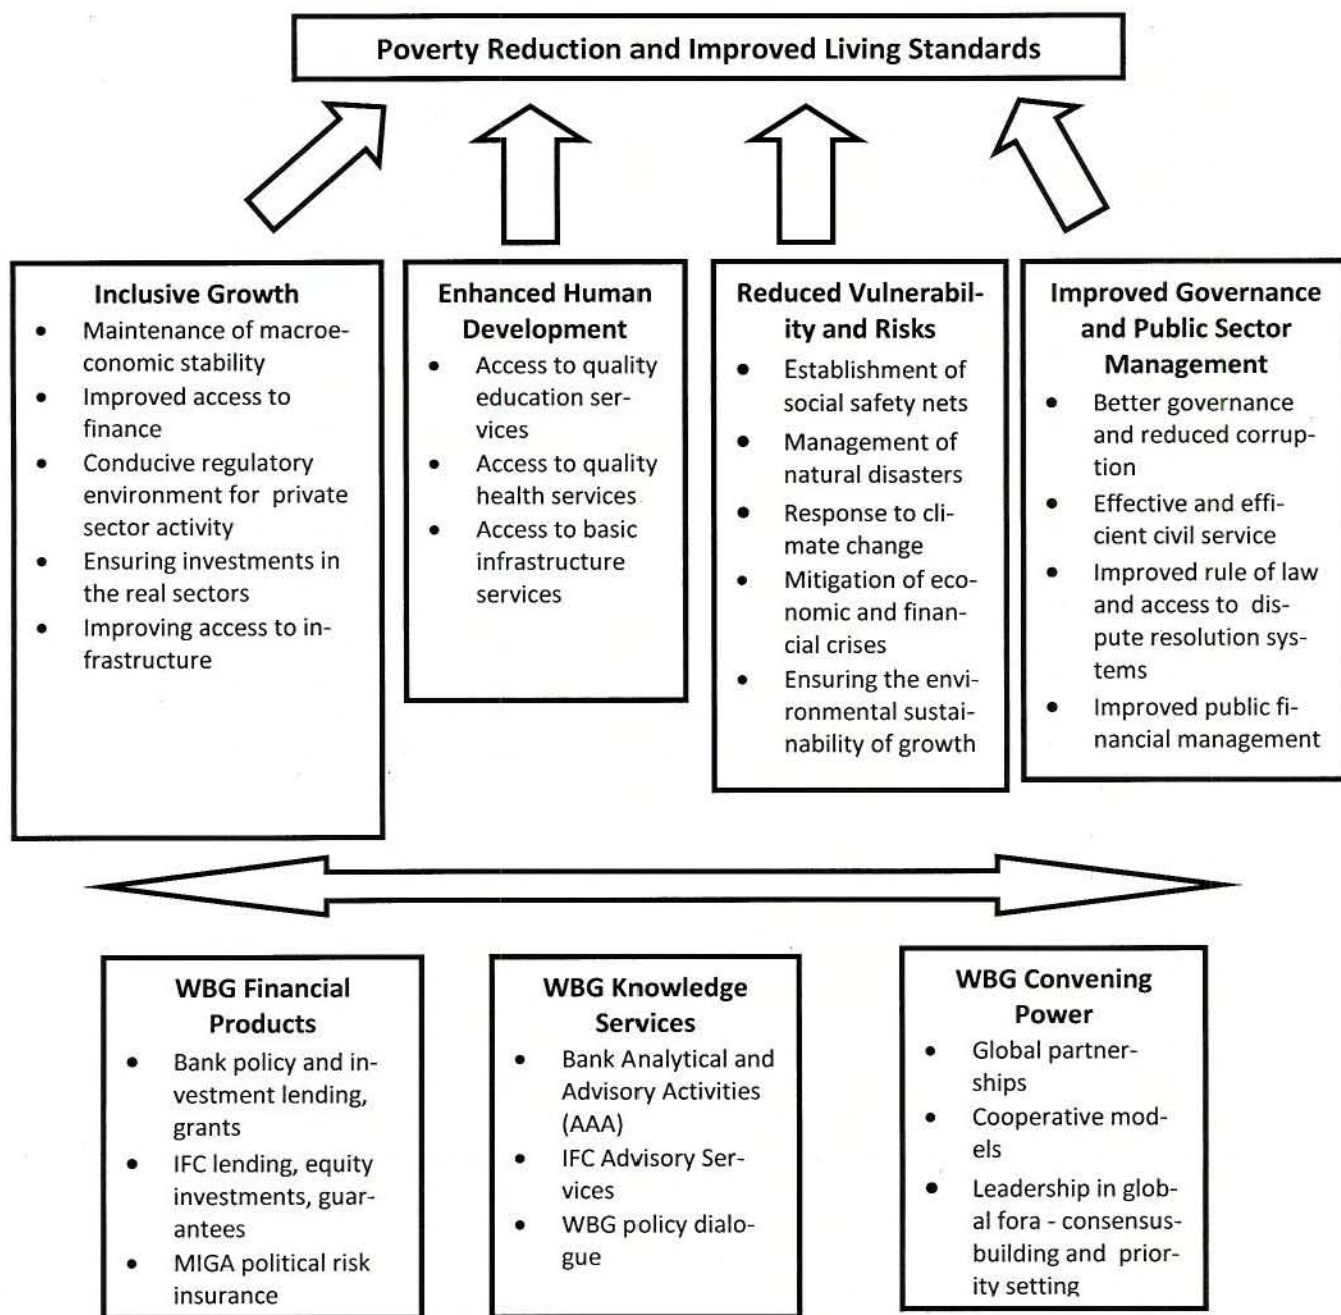 Poverty Reduction and Improved Living Standards
Inclusive Growth
• Maintenance of macroe-
conomic stability
• Improved access to
finance
• Conducive regulatory
environment for private
sector activity
• Ensuring investments in
the real sectors
• Improving access to in-
frastructure
Enhanced Human
Development
• Access to quality
education ser-
vices
• Access to quality
health services
• Access to basic
infrastructure
services
Reduced Vulnerabil-
ity and Risks
• Establishment of
social safety nets
• Management of
natural disasters
• Response to cli-
mate change
• Mitigation of eco-
nomic and finan-
cial crises
• Ensuring the envi-
ronmental sustai-
nability of growth
Improved Governance
and Public Sector
Management
• Better governance
and reduced corrup-
tion
• Effective and effi-
cient civil service
• Improved rule of law
and access to dis-
pute resolution sys-
tems
• Improved public fi-
nancial management
WBG Financial
Products
• Bank policy and in-
vestment lending,
grants
• IFC lending, equity
investments, guar-
antees
• MIGA political risk
insurance
WBG Knowledge
Services
• Bank Analytical and
Advisory Activities
(AAA)
• IFC Advisory Ser-
vices
• WBG policy dialo-
gue
WBG Convening
Power
• Global partner-
ships
• Cooperative mod-
els
• Leadership in glob-
al fora - consensus-
building and prior-
ity setting